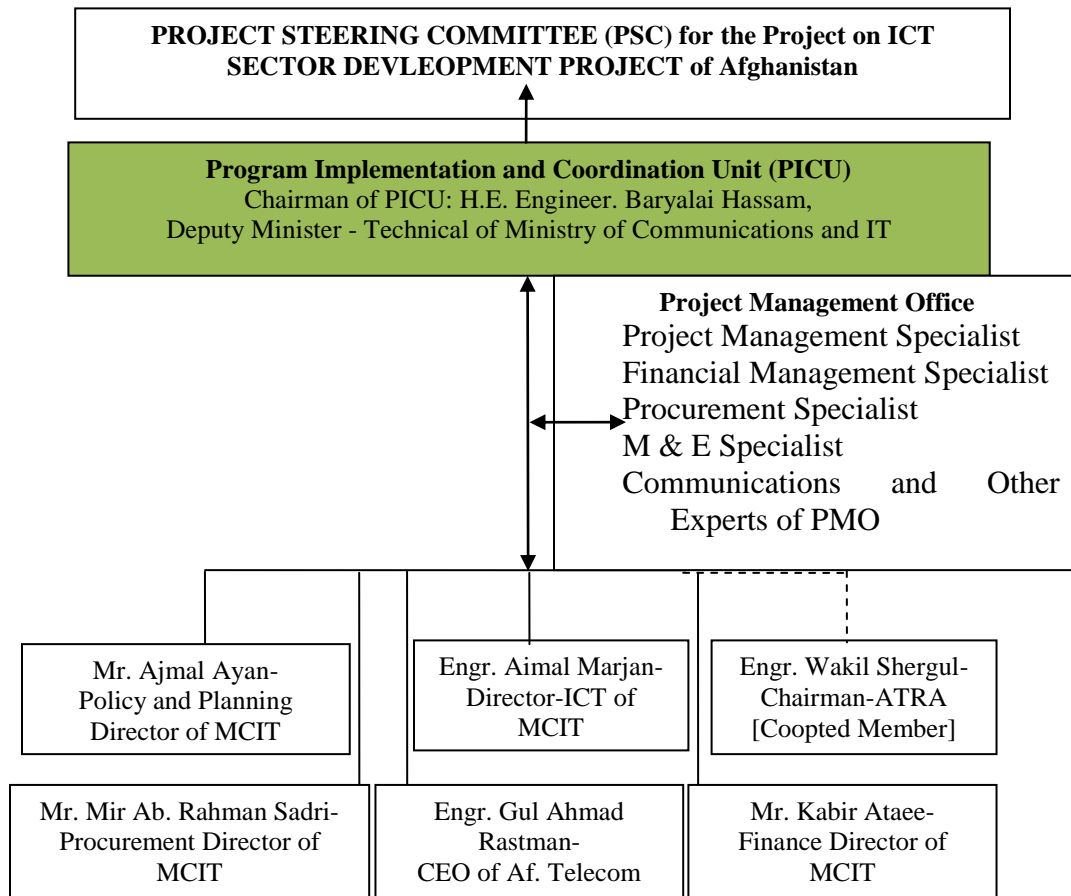 PROJECT STEERING COMMITTEE (PSC) for the Project on ICT
SECTOR DEVLEOPMENT PROJECT of Afghanistan
Program Implementation and Coordination Unit (PICU)
Chairman of PICU: H.E. Engineer. Baryalai Hassam,
Deputy Minister - Technical of Ministry of Communications and IT
Project Management Office
Project Management Specialist
Financial Management Specialist
Procurement Specialist
M & E Specialist
Communications and Other
Experts of PMO
Mr. Ajmal Ayan-
Policy and Planning
Director of MCIT
Engr. Aimal Marjan-
Director-ICT of
MCIT
Engr. Wakil Shergul-
Chairman-ATRA
[Coopted Member]
Mr. Mir Ab. Rahman Sadri-
Procurement Director of
MCIT
Engr. Gul Ahmad
Rastman-
CEO of Af. Telecom
Mr. Kabir Ataee-
Finance Director of
MCIT